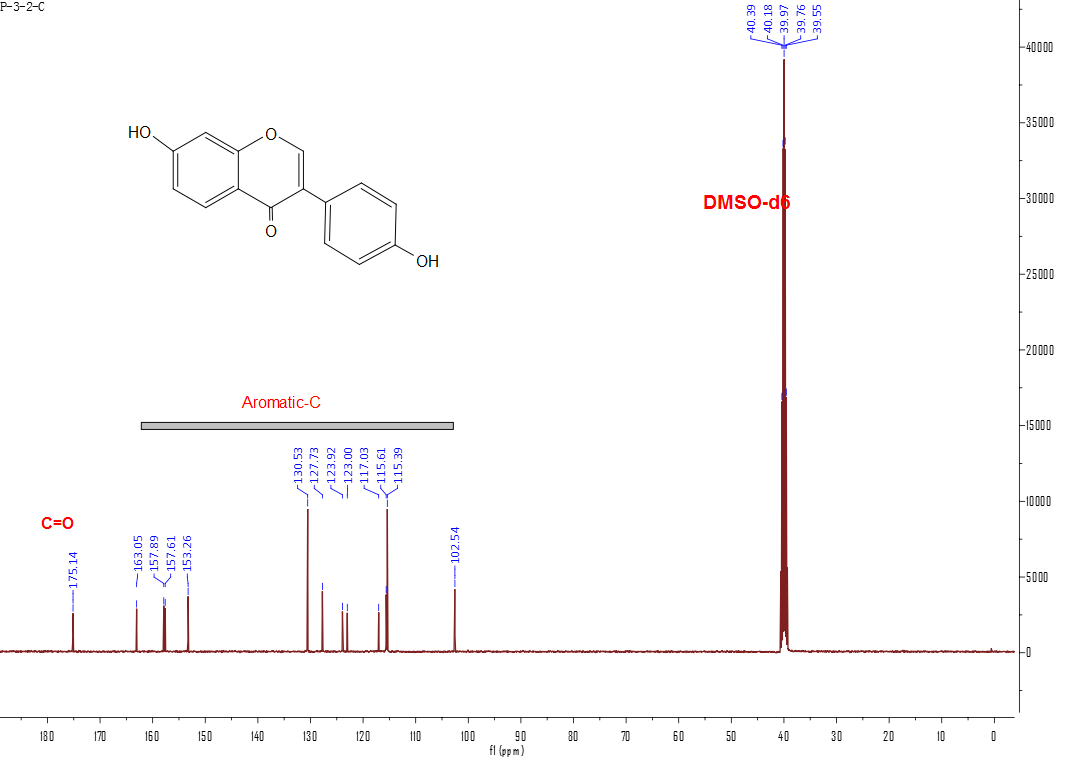 P-3-2-C
40.39
40.18
39.97
39.76
39.55
40000
35000
30000
25000
20000
15000
10000
5000
0
HO
O
O
OH
DMSO-d6
Aromatic-C
C=O
175.14
163.05
157.89
157.61
153.26
130.53
127.73
123.92
123.00
117.03
115.61
115.39
102.54
180 170 160 150 140 130 120 110 100 90 80 70 60 50 40 30 20 10 0
f1 (ppm)